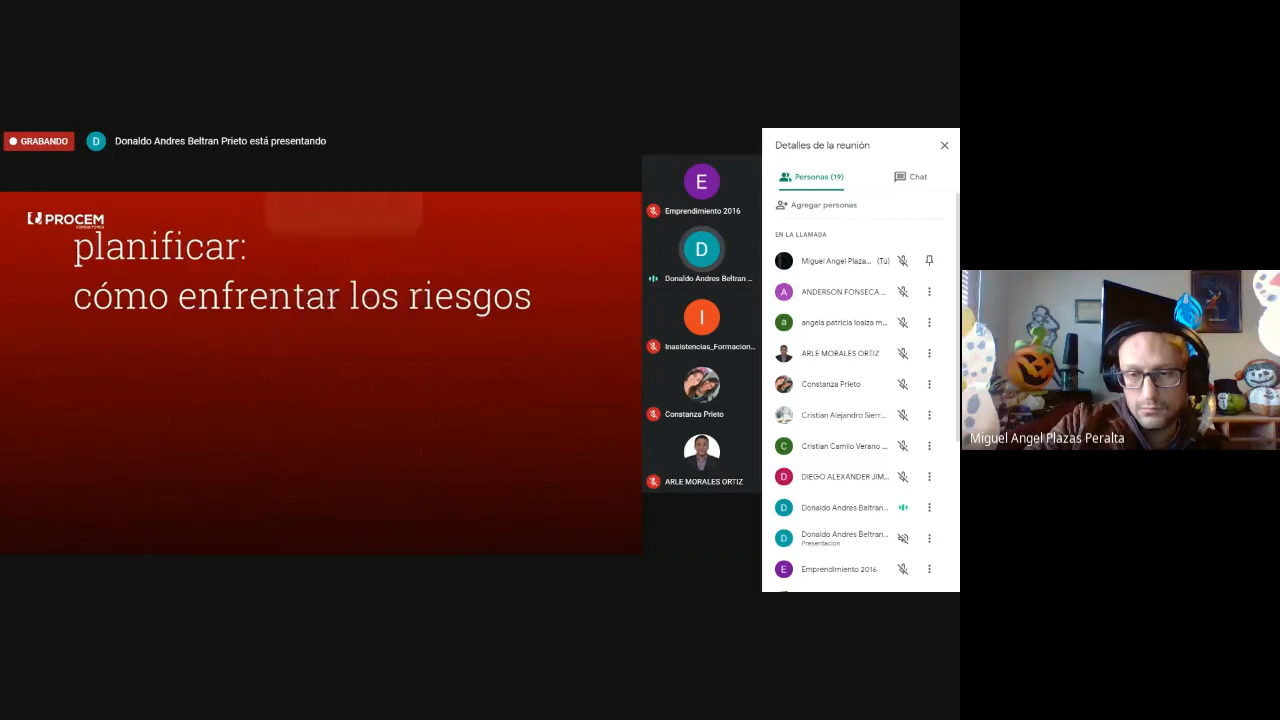 GRABANDO
D
Donaldo Andres Beltran Prieto está presentando
PROCEM
CONSULTORES
planificar:
cómo enfrentar los riesgos
E
Emprendimiento 2016
D
Donaldo Andres Beltran ...
I
Inasistencias_Formacion...
Constanza Prieto
ARLE MORALES ORTIZ
Detalles de la reunión
Personas (19)
Chat
Agregar personas
EN LA LLAMADA
Miguel Angel Plaza... (Tú)
A ANDERSON FONSECA ...
a angela patricia loaiza m...
ARLE MORALES ORTIZ
Constanza Prieto
Cristian Alejandro Sierr...
C Cristian Camilo Verano ...
D DIEGO ALEXANDER JIM...
D Donaldo Andres Beltran...
D Donaldo Andres Beltran...
Presentación
E Emprendimiento 2016
Miguel Angel Plazas Peralta